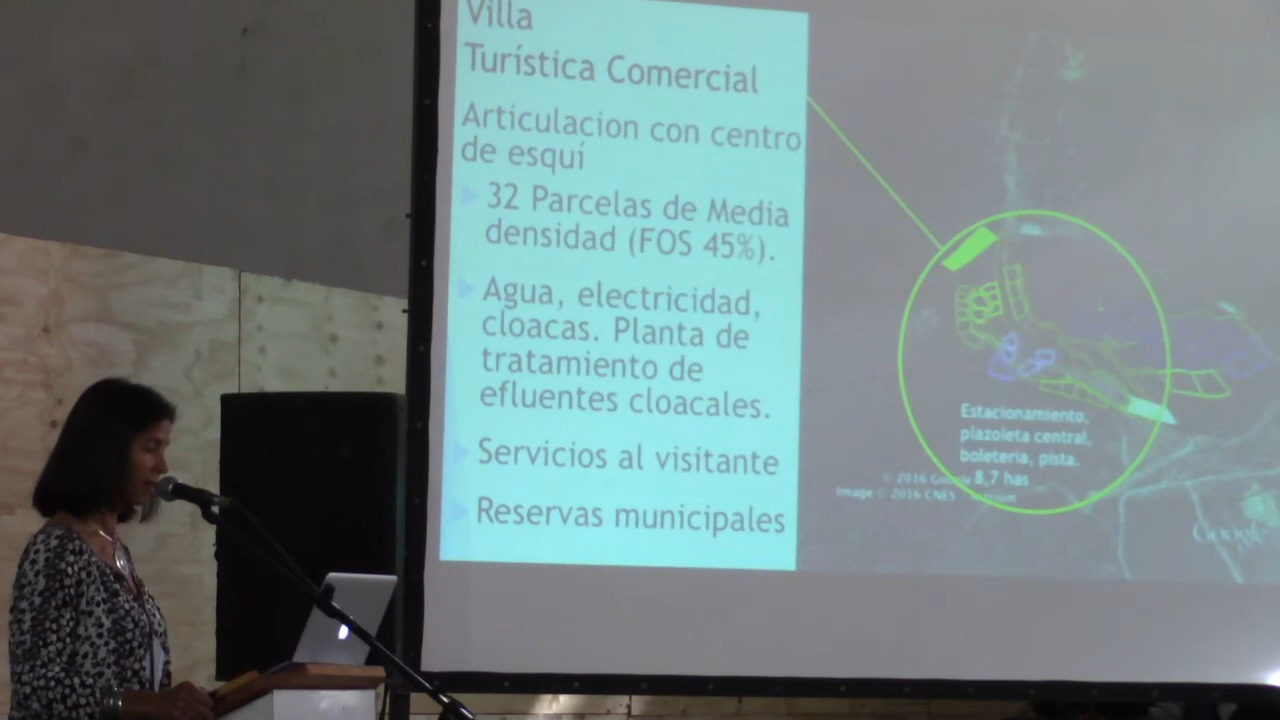 Villa
Turística Comercial
Articulacion con centro
de esquí
32 Parcelas de Media
densidad (FOS 45%).
Agua, electricidad,
cloacas. Planta de
tratamiento de
efluentes cloacales.
Servicios al visitante
Reservas municipales
Estacionamiento,
plazoleta central,
boletería, pista.
8,7 has
© 2016
Image © 2016 CNES
Google